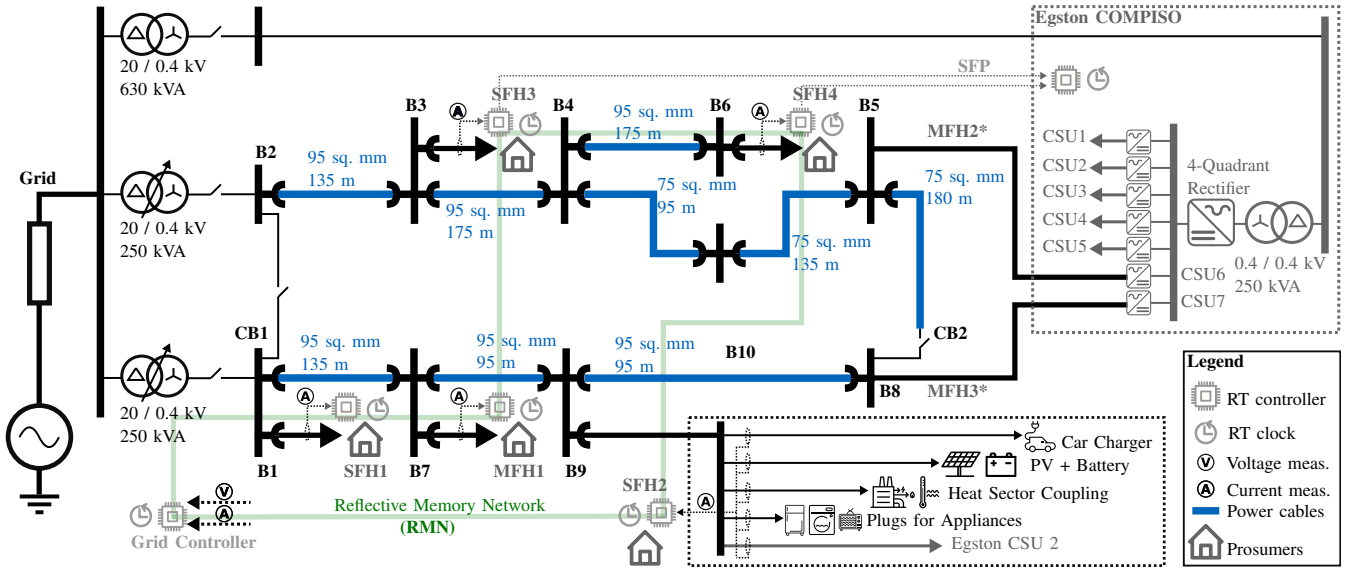 Egston COMPISO
20 / 0.4 kV
630 kVA
SFP
SFH3
SFH4
B3
A
B4
95 sq. mm
175 m
B6
A
B5
MFH2*
CSU1
CSU2
CSU3
CSU4
CSU5
4-Quadrant
Rectifier
Grid
B2
95 sq. mm
135 m
75 sq. mm
95 m
75 sq. mm
180 m
95 sq. mm
175 m
20 / 0.4 kV
250 kVA
75 sq. mm
135 m
0.4 / 0.4 kV
250 kVA
CSU6
CSU7
CB1
95 sq. mm
135 m
95 sq. mm
95 m
95 sq. mm
95 m
B10
CB2
B8
MFH3*
20 / 0.4 kV
250 kVA
A
A
B1
SFH1
B7
MFH1
B9
SFH2
V
A
Reflective Memory Network
(RMN)
Grid Controller
A
Car Charger
PV + Battery
Heat Sector Coupling
Plugs for Appliances
Egston CSU 2
Legend
RT controller
RT clock
V Voltage meas.
A Current meas.
Power cables
Prosumers